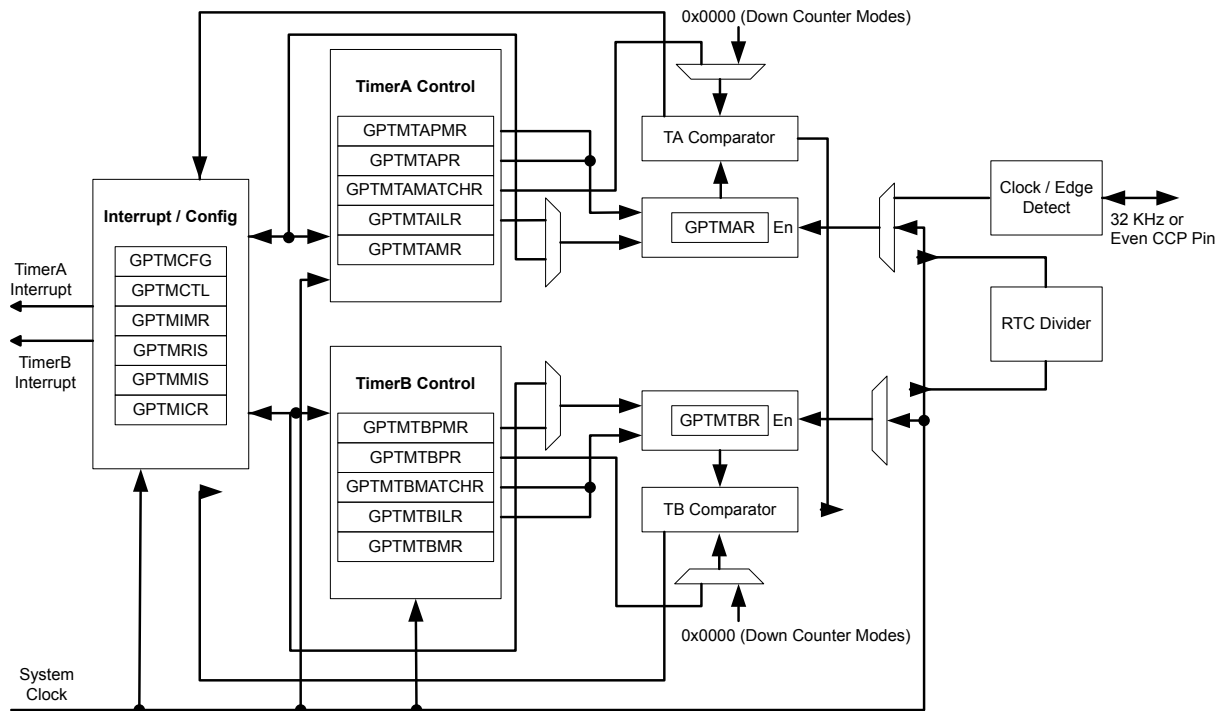 0x0000 (Down Counter Modes)
TimerA Control
GPTMTAPMR
GPTMTAPR
GPTMTAMATCHR
GPTMTAILR
GPTMTAMR
TA Comparator
GPTMAR
En
Clock / Edge
Detect
32 KHz or
Even CCP Pin
Interrupt / Config
GPTMCFG
GPTMCTL
GPTMIMR
GPTMRIS
GPTMMIS
GPTMICR
TimerA
Interrupt
TimerB
Interrupt
RTC Divider
TimerB Control
GPTMTBPMR
GPTMTBPR
GPTMTBMATCHR
GPTMTBILR
GPTMTBMR
GPTMTBR
En
TB Comparator
0x0000 (Down Counter Modes)
System
Clock